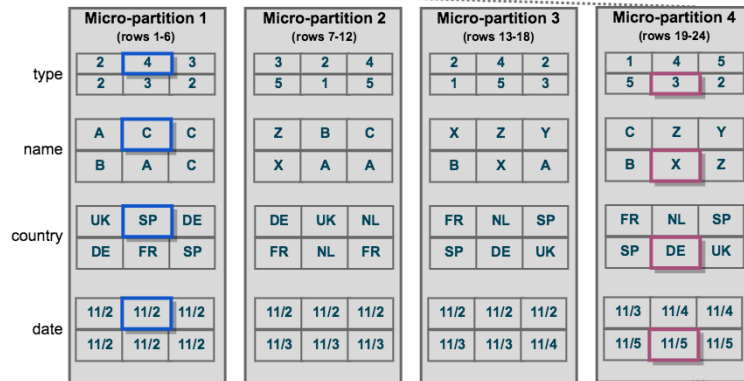 Micro-partition 1 Micro-partition 2 Micro-partition 3 Micro-partition 4
(rows 1-6) (rows 7-12) (rows 13-18) (rows 19-24)
type
2 4 3 3 2 4 2 4 2 1 4 5
2 3 2 5 1 5 1 5 3 5 3 2
name
A C C Z B C X Z Y C Z Y
B A C X A A B X A B X Z
country
UK SP DE DE UK NL FR NL SP FR NL SP
DE FR SP FR NL FR SP DE UK SP DE UK
date
11/2 11/2 11/2 11/2 11/2 11/2 11/2 11/2 11/2 11/3 11/4 11/4
11/2 11/2 11/2 11/3 11/3 11/3 11/3 11/3 11/4 11/5 11/5 11/5